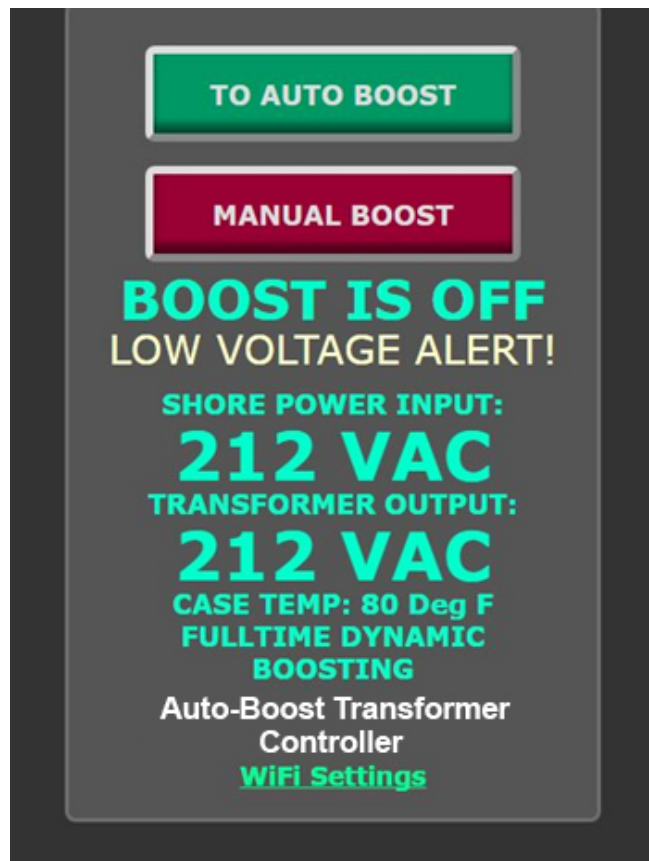 TO AUTO BOOST
MANUAL BOOST
BOOST IS OFF
LOW VOLTAGE ALERT!
SHORE POWER INPUT:
212 VAC
TRANSFORMER OUTPUT:
212 VAC
CASE TEMP: 80 Deg F
FULLTIME DYNAMIC
BOOSTING
Auto-Boost Transformer
Controller
WiFi Settings